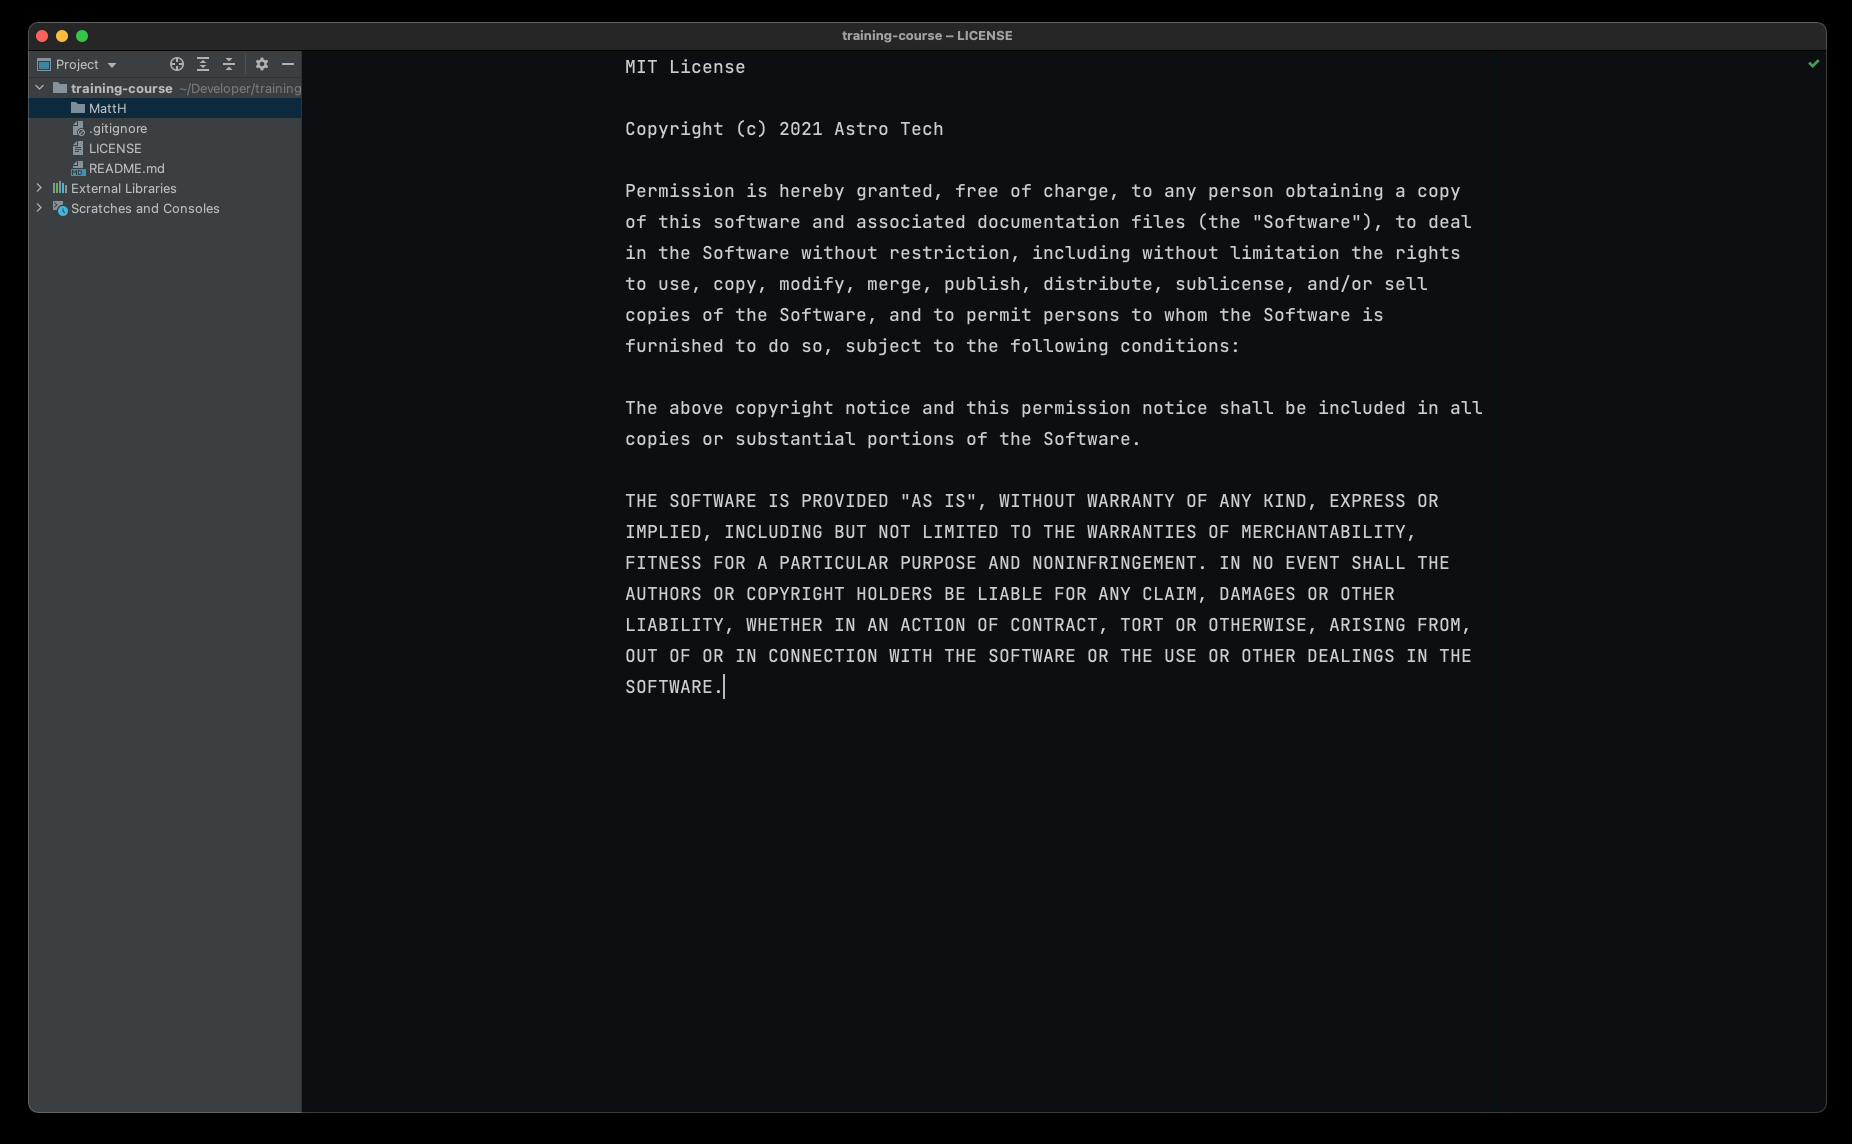 training-course – LICENSE
Project
training-course ~/Developer/training
MattH
.gitignore
LICENSE
MD README.md
External Libraries
Scratches and Consoles
MIT License
Copyright (c) 2021 Astro Tech
Permission is hereby granted, free of charge, to any person obtaining a copy
of this software and associated documentation files (the "Software"), to deal
in the Software without restriction, including without limitation the rights
to use, copy, modify, merge, publish, distribute, sublicense, and/or sell
copies of the Software, and to permit persons to whom the Software is
furnished to do so, subject to the following conditions:
The above copyright notice and this permission notice shall be included in all
copies or substantial portions of the Software.
THE SOFTWARE IS PROVIDED "AS IS", WITHOUT WARRANTY OF ANY KIND, EXPRESS OR
IMPLIED, INCLUDING BUT NOT LIMITED TO THE WARRANTIES OF MERCHANTABILITY,
FITNESS FOR A PARTICULAR PURPOSE AND NONINFRINGEMENT. IN NO EVENT SHALL THE
AUTHORS OR COPYRIGHT HOLDERS BE LIABLE FOR ANY CLAIM, DAMAGES OR OTHER
LIABILITY, WHETHER IN AN ACTION OF CONTRACT, TORT OR OTHERWISE, ARISING FROM,
OUT OF OR IN CONNECTION WITH THE SOFTWARE OR THE USE OR OTHER DEALINGS IN THE
SOFTWARE.